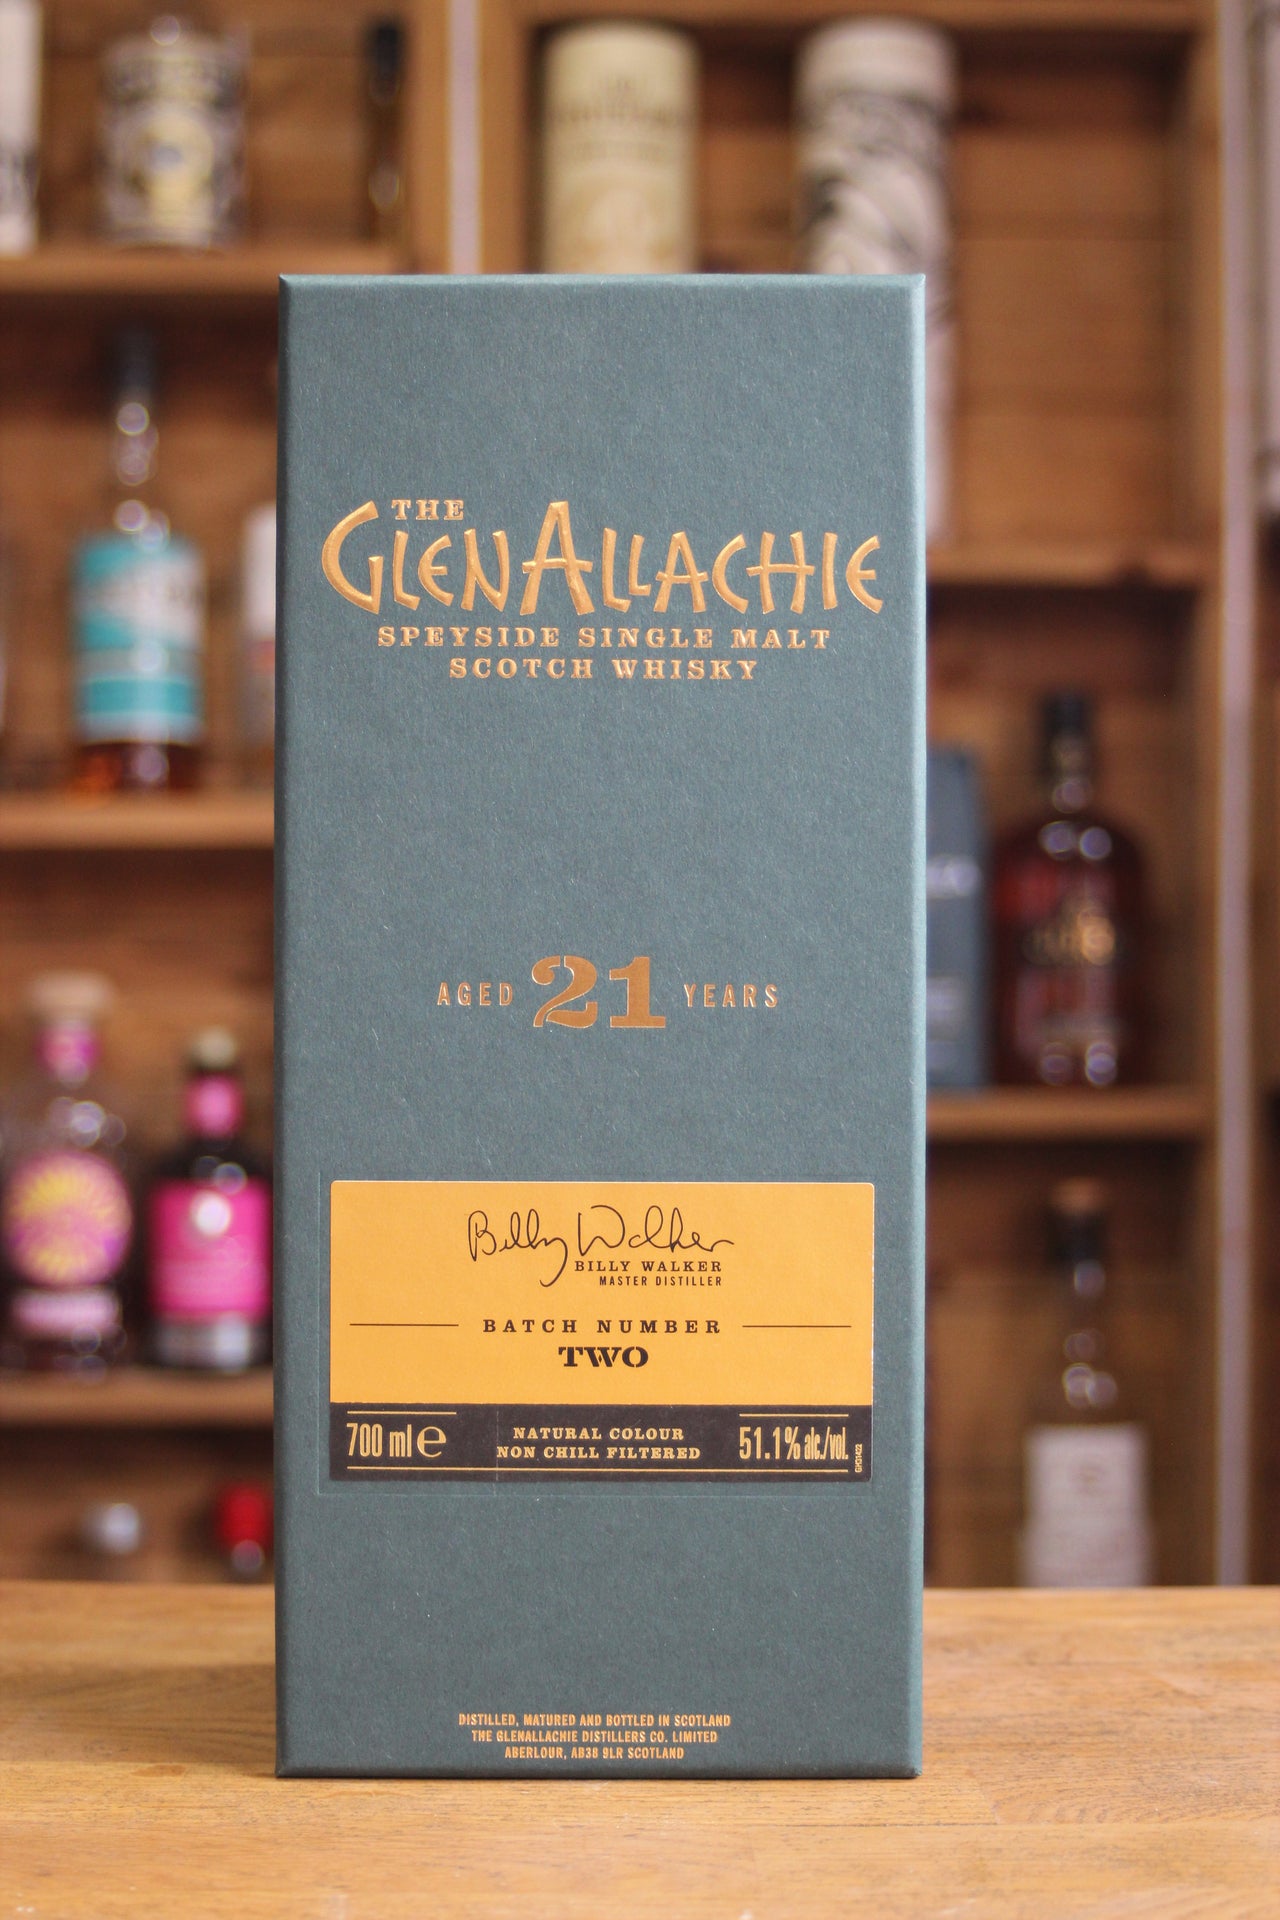 THE
GLENALLACHIE
SPEYSIDE SINGLE MALT
SCOTCH WHISKY
AGED 21 YEARS
Billy Walker
BILLY WALKER
MASTER DISTILLER
BATCH NUMBER
TWO
700 ml e
NATURAL COLOUR
NON CHILL FILTERED
51.1% alc./vol.
DISTILLED, MATURED AND BOTTLED IN SCOTLAND
THE GLENALLACHIE DISTILLERS CO. LIMITED
ABERLOUR, AB38 9LR SCOTLAND